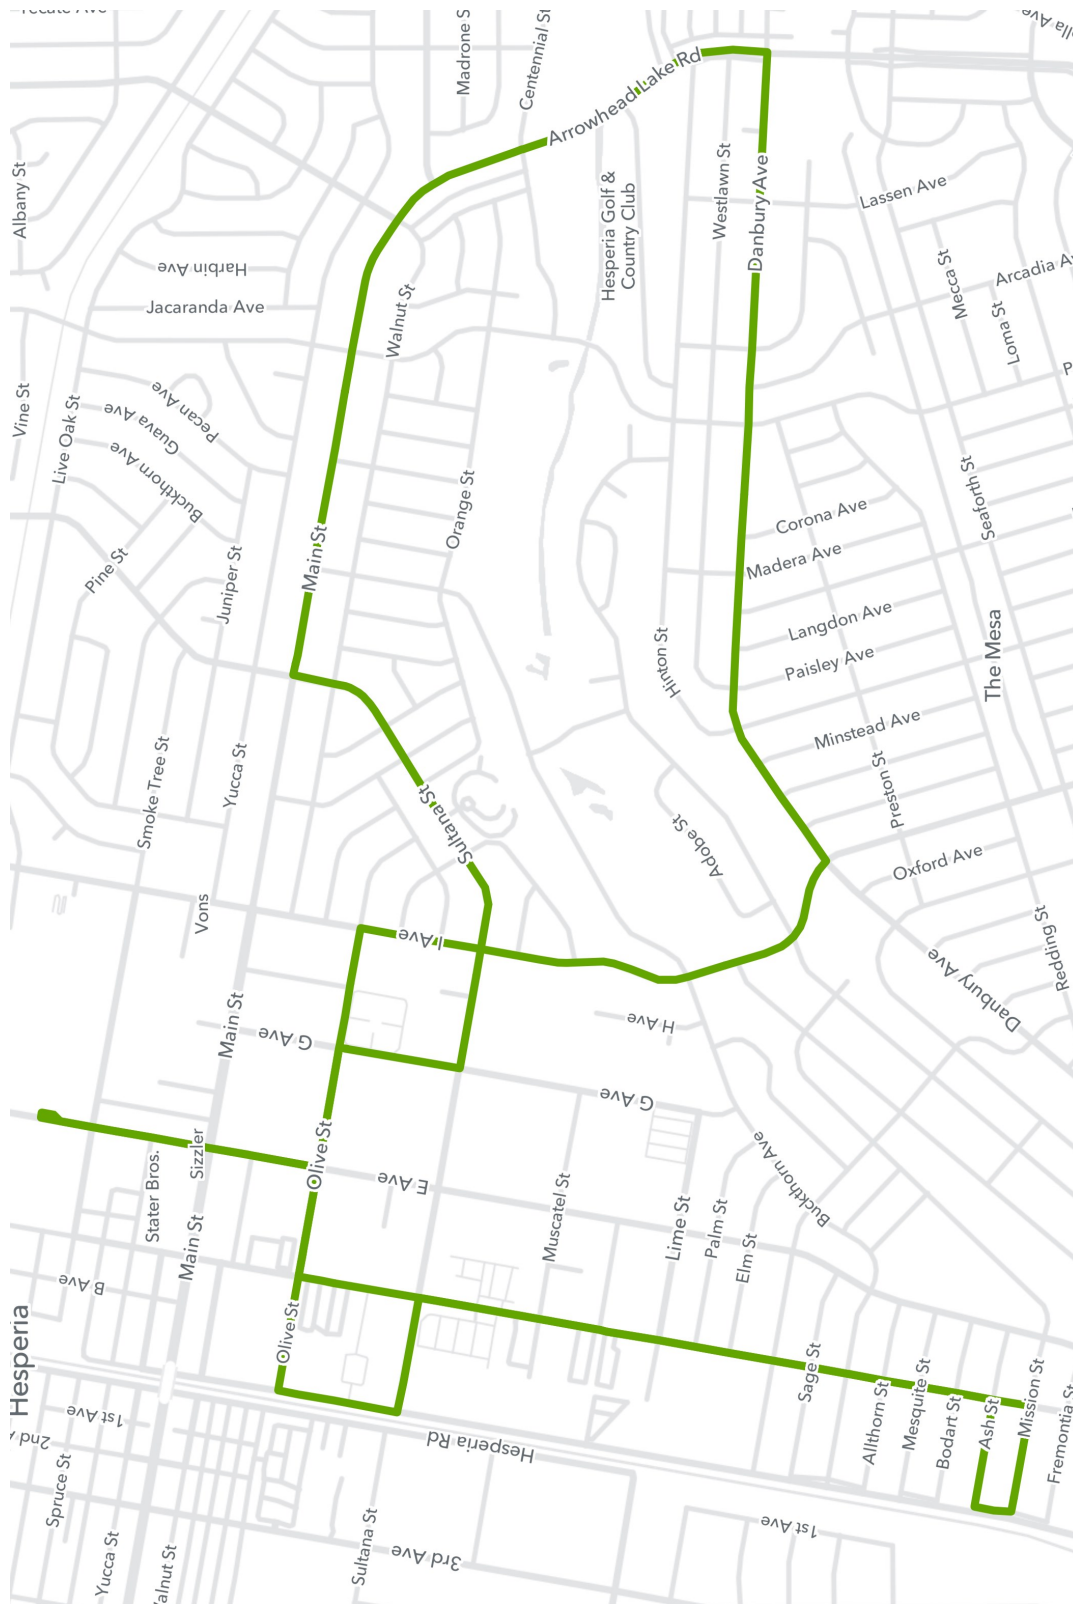 Madrone S
Centennial St
Arrowhead Lake Rd
Albany St
Westlawn St
Danbury Ave
Lassen Ave
Hesperia Golf &
Country Club
Harbin Ave
Jacaranda Ave
Walnut St
Mecca St
Arcadia Av
Loma St
Vine St
Live Oak St
Pecan Ave
Guava Ave
Buckthorn Ave
Orange St
Seaforth St
Corona Ave
Madera Ave
Main St
Pine St
Juniper St
Langdon Ave
Paisley Ave
Hinton St
The Mesa
Minstead Ave
Smoke Tree St
Yucca St
Preston St
Sultana St
Adobe St
Oxford Ave
Vons
I Ave
Redding St
Danbury Ave
Main St
G Ave
H Ave
G Ave
Olive St
Sizzler
Stater Bros.
E Ave
Muscatel St
Buckthorn Ave
Lime St
Palm St
Elm St
Main St
B Ave
Hesperia
Olive St
Sage St
Allthorn St
Mesquite St
Bodart St
Ash St
Mission St
Fremontia S
1st Ave
2nd A
Hesperia Rd
Spruce St
Yucca St
alnut St
Sultana St
3rd Ave
1st Ave